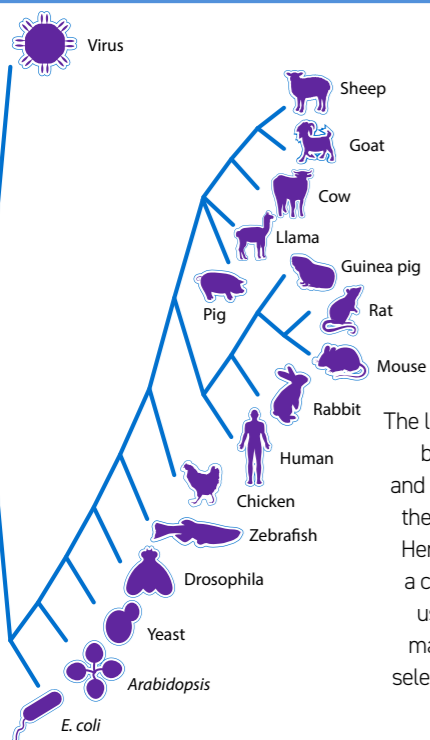 Virus
Sheep
Goat
Cow
Llama
Guinea pig
Pig
Rat
Mouse
Rabbit
Human
Chicken
Zebrafish
Drosophila
Yeast
Arabidopsis
E. coli
The l
b
and
the
Her
a c
us
ma
sele